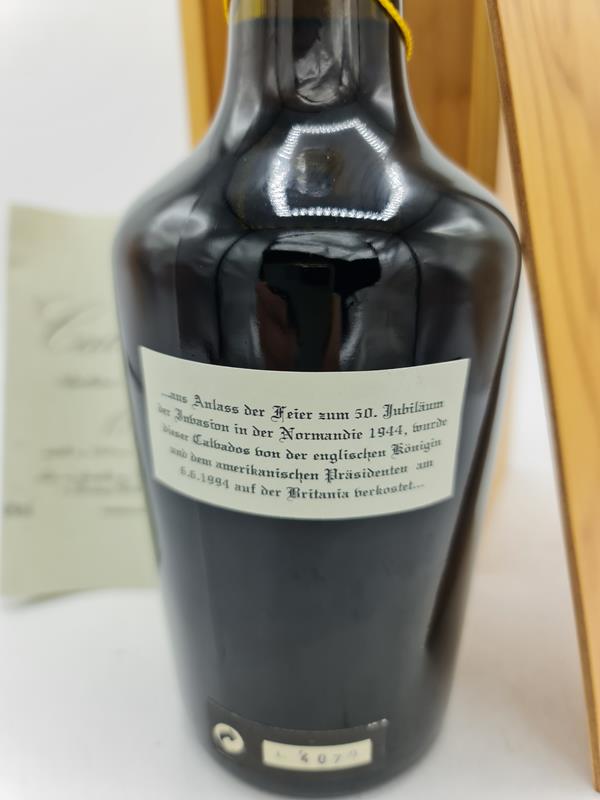 ...aus Anlass der Feier zum 50. Jubiläum
der Invasion in der Normandie 1944, wurde
dieser Calvados von der englischen Königin
und dem amerikanischen Präsidenten am
6.6.1994 auf der Britania verkostet...